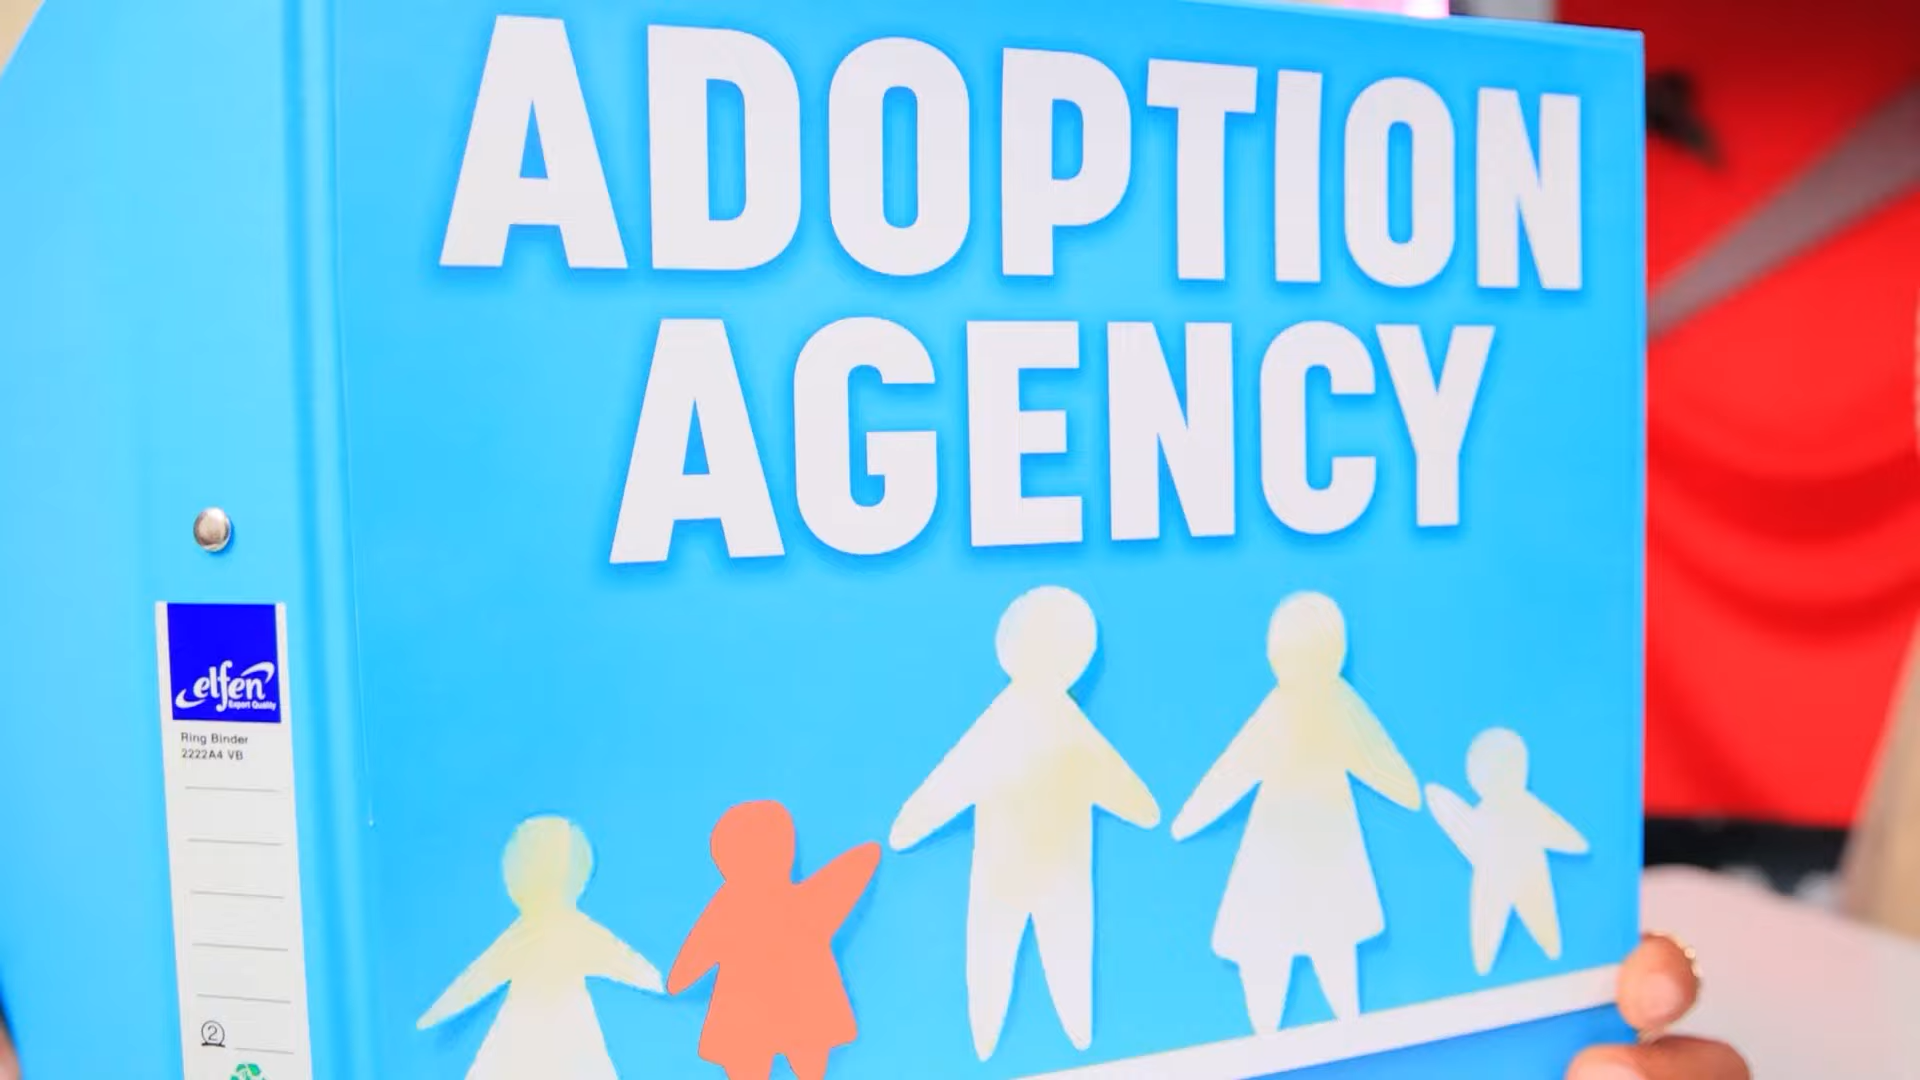 ADOPTION
AGENCY
elfen
Export Quality
Ring Binder
2222A4 VB
2